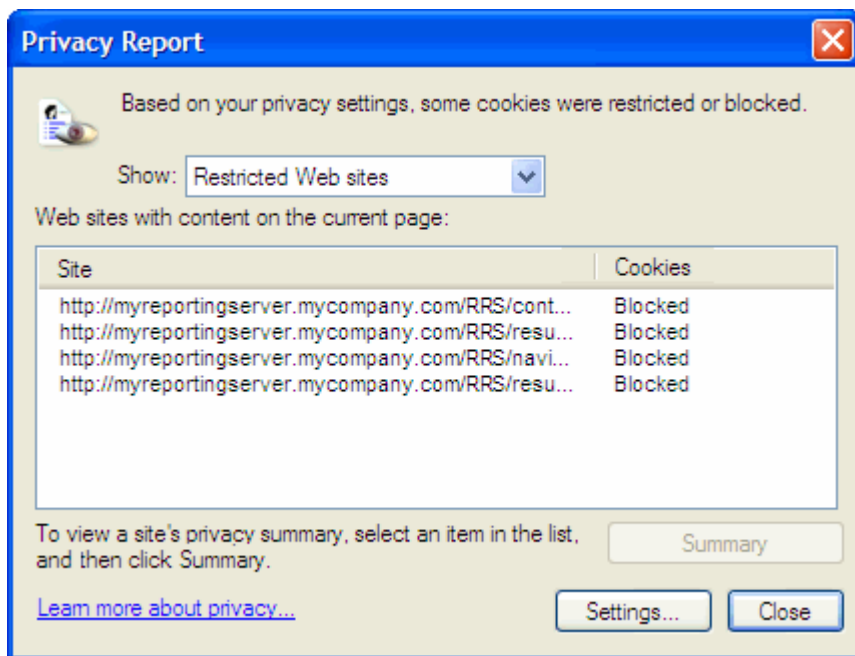 Privacy Report
Based on your privacy settings, some cookies were restricted or blocked.
Show: Restricted Web sites
Web sites with content on the current page:
Site Cookies
http://myreportingserver.mycompany.com/RRS/cont... Blocked
http://myreportingserver.mycompany.com/RRS/resu... Blocked
http://myreportingserver.mycompany.com/RRS/navi... Blocked
http://myreportingserver.mycompany.com/RRS/resu... Blocked
To view a site's privacy summary, select an item in the list,
and then click Summary.
Summary
Learn more about privacy...
Settings... Close